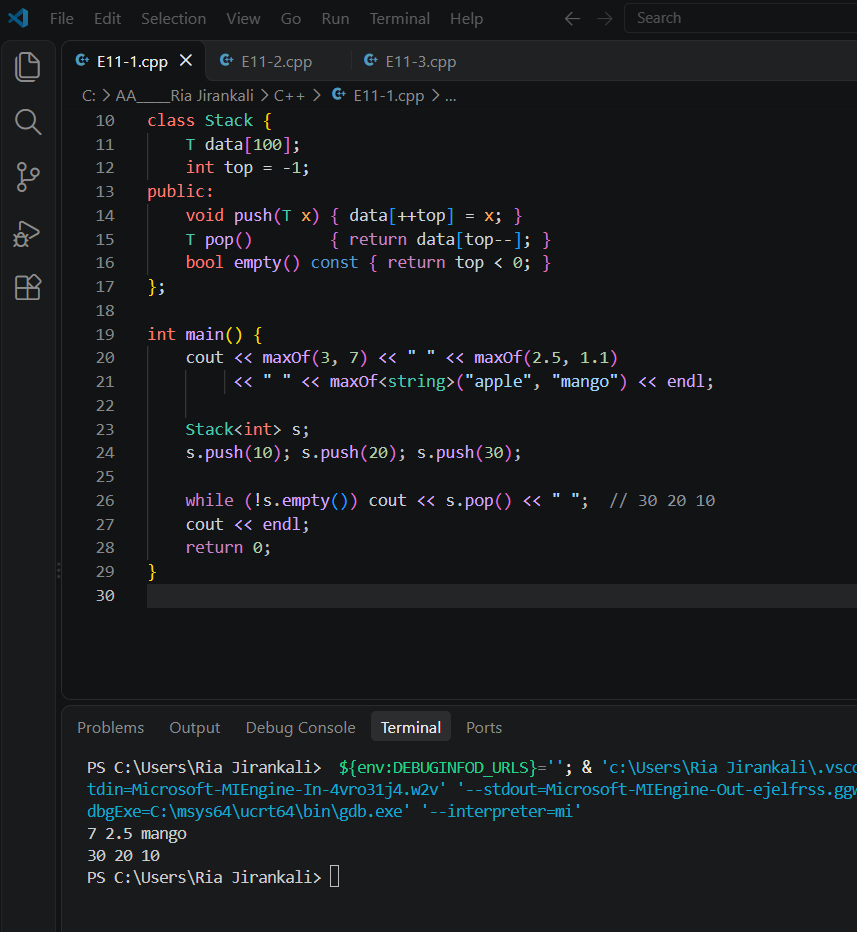 File Edit Selection View Go Run Terminal Help Search
E11-1.cpp E11-2.cpp E11-3.cpp
C: > AA____Ria Jirankali > C++ > E11-1.cpp > ...
10 class Stack {
11     T data[100];
12     int top = -1;
13 public:
14     void push(T x) { data[++top] = x; }
15     T pop()        { return data[top--]; }
16     bool empty() const { return top < 0; }
17 };
18
19 int main() {
20     cout << maxOf(3, 7) << " " << maxOf(2.5, 1.1)
21          << " " << maxOf<string>("apple", "mango") << endl;
22
23     Stack<int> s;
24     s.push(10); s.push(20); s.push(30);
25
26     while (!s.empty()) cout << s.pop() << " ";  // 30 20 10
27     cout << endl;
28     return 0;
29 }
30
Problems Output Debug Console Terminal Ports
PS C:\Users\Ria Jirankali>  ${env:DEBUGINFOD_URLS}=''; & 'c:\Users\Ria Jirankali\.vsco
tdin=Microsoft-MIEngine-In-4vro31j4.w2v' '--stdout=Microsoft-MIEngine-Out-ejelfrss.ggw
dbgExe=C:\msys64\ucrt64\bin\gdb.exe' '--interpreter=mi'
7 2.5 mango
30 20 10
PS C:\Users\Ria Jirankali>